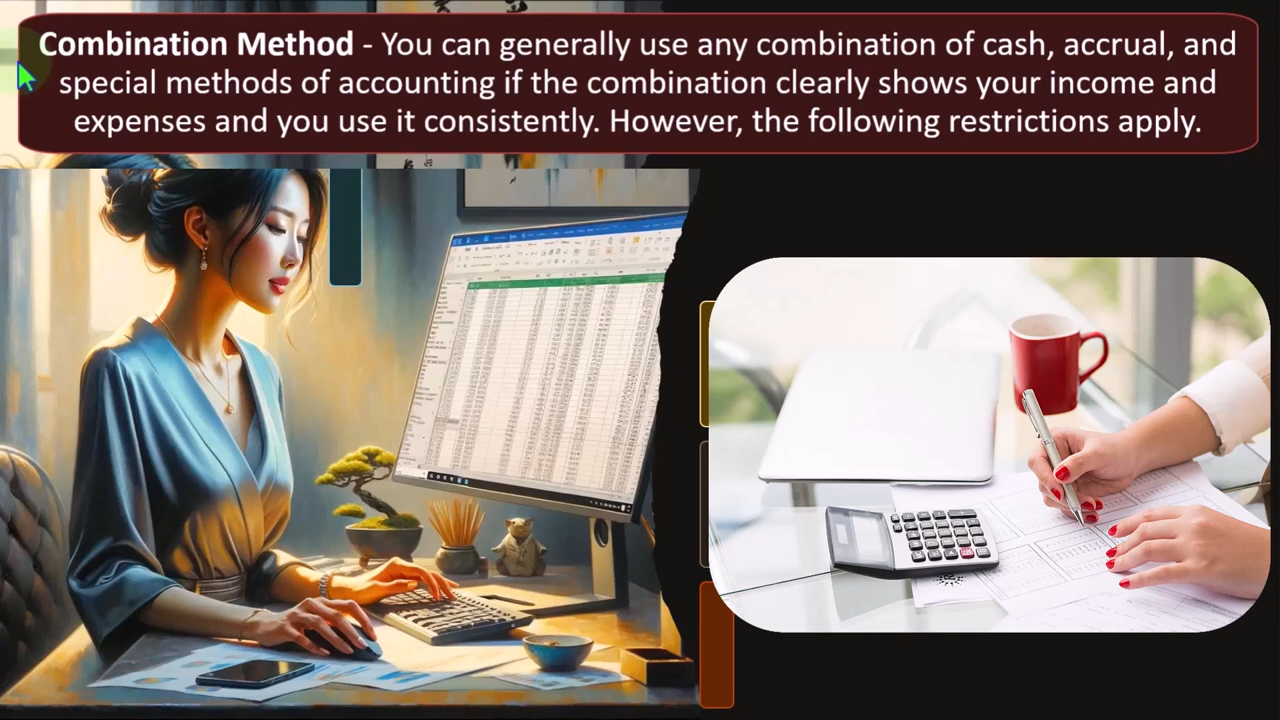 Combination Method - You can generally use any combination of cash, accrual, and
special methods of accounting if the combination clearly shows your income and
expenses and you use it consistently. However, the following restrictions apply.